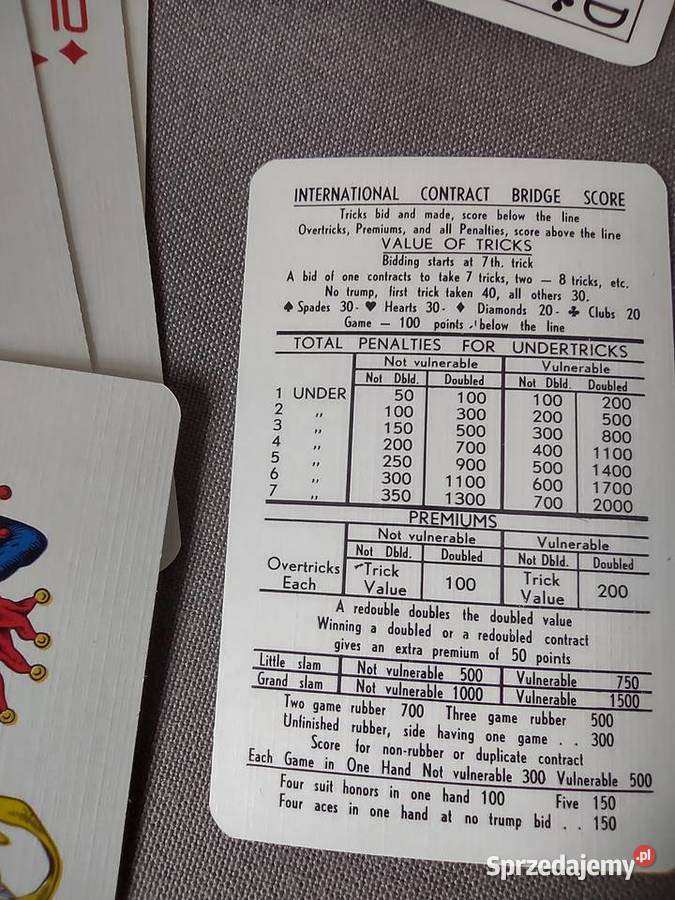 10
D
INTERNATIONAL CONTRACT BRIDGE SCORE
Tricks bid and made, score below the line
Overtricks, Premiums, and all Penalties, score above the line
VALUE OF TRICKS
Bidding starts at 7th. trick
A bid of one contracts to take 7 tricks, two — 8 tricks, etc.
No trump, first trick taken 40, all others 30.
♠ Spades 30 - ♥ Hearts 30 - ♦ Diamonds 20 - ♣ Clubs 20
Game — 100 points below the line
TOTAL PENALTIES FOR UNDERTRICKS
Not vulnerable Vulnerable
Not Dbld. Doubled Not Dbld. Doubled
1 UNDER 50 100 100 200
2 ,, 100 300 200 500
3 ,, 150 500 300 800
4 ,, 200 700 400 1100
5 ,, 250 900 500 1400
6 ,, 300 1100 600 1700
7 ,, 350 1300 700 2000
PREMIUMS
Not vulnerable Vulnerable
Not Dbld. Doubled Not Dbld. Doubled
Overtricks Trick 100 Trick 200
Each Value Value
A redouble doubles the doubled value
Winning a doubled or a redoubled contract
gives an extra premium of 50 points
Little slam Not vulnerable 500 Vulnerable 750
Grand slam Not vulnerable 1000 Vulnerable 1500
Two game rubber 700 Three game rubber 500
Unfinished rubber, side having one game . . 300
Score for non-rubber or duplicate contract
Each Game in One Hand Not vulnerable 300 Vulnerable 500
Four suit honors in one hand 100 Five 150
Four aces in one hand at no trump bid . . 150
Sprzedajemy.pl